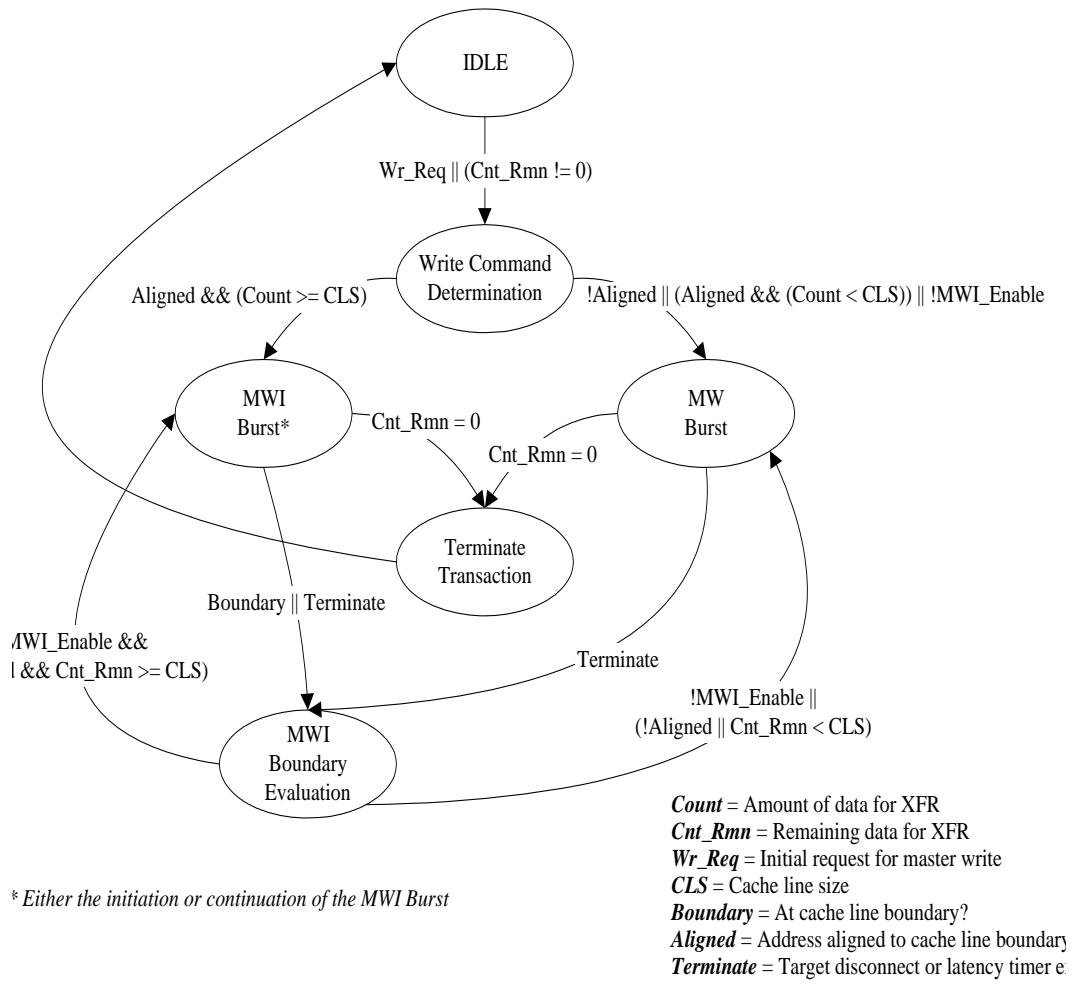 IDLE
Wr_Req || (Cnt_Rmn != 0)
Write Command
Determination
Aligned && (Count >= CLS)
!Aligned || (Aligned && (Count < CLS)) || !MWI_Enable
MWI
Burst*
Cnt_Rmn = 0
MW
Burst
Cnt_Rmn = 0
Terminate
Transaction
Boundary || Terminate
MWI_Enable &&
&& Cnt_Rmn >= CLS)
Terminate
!MWI_Enable ||
(!Aligned || Cnt_Rmn < CLS)
MWI
Boundary
Evaluation
Count = Amount of data for XFR
Cnt_Rmn = Remaining data for XFR
Wr_Req = Initial request for master write
CLS = Cache line size
Boundary = At cache line boundary?
Aligned = Address aligned to cache line boundary
Terminate = Target disconnect or latency timer
* Either the initiation or continuation of the MWI Burst